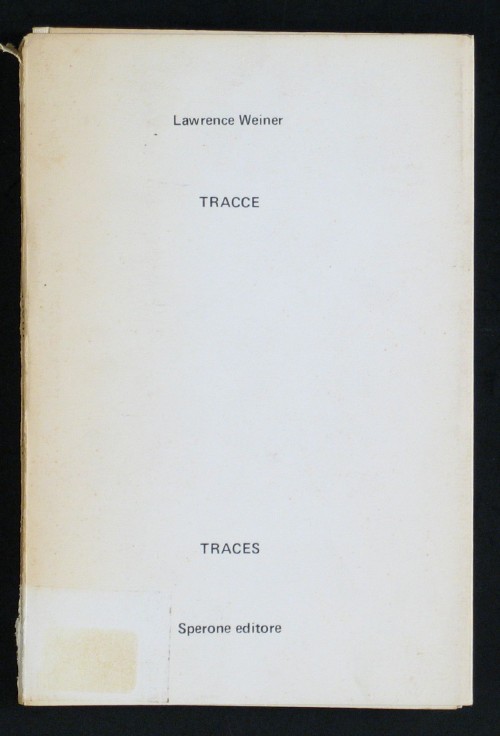 Lawrence Weiner
TRACCE
TRACES
Sperone editore